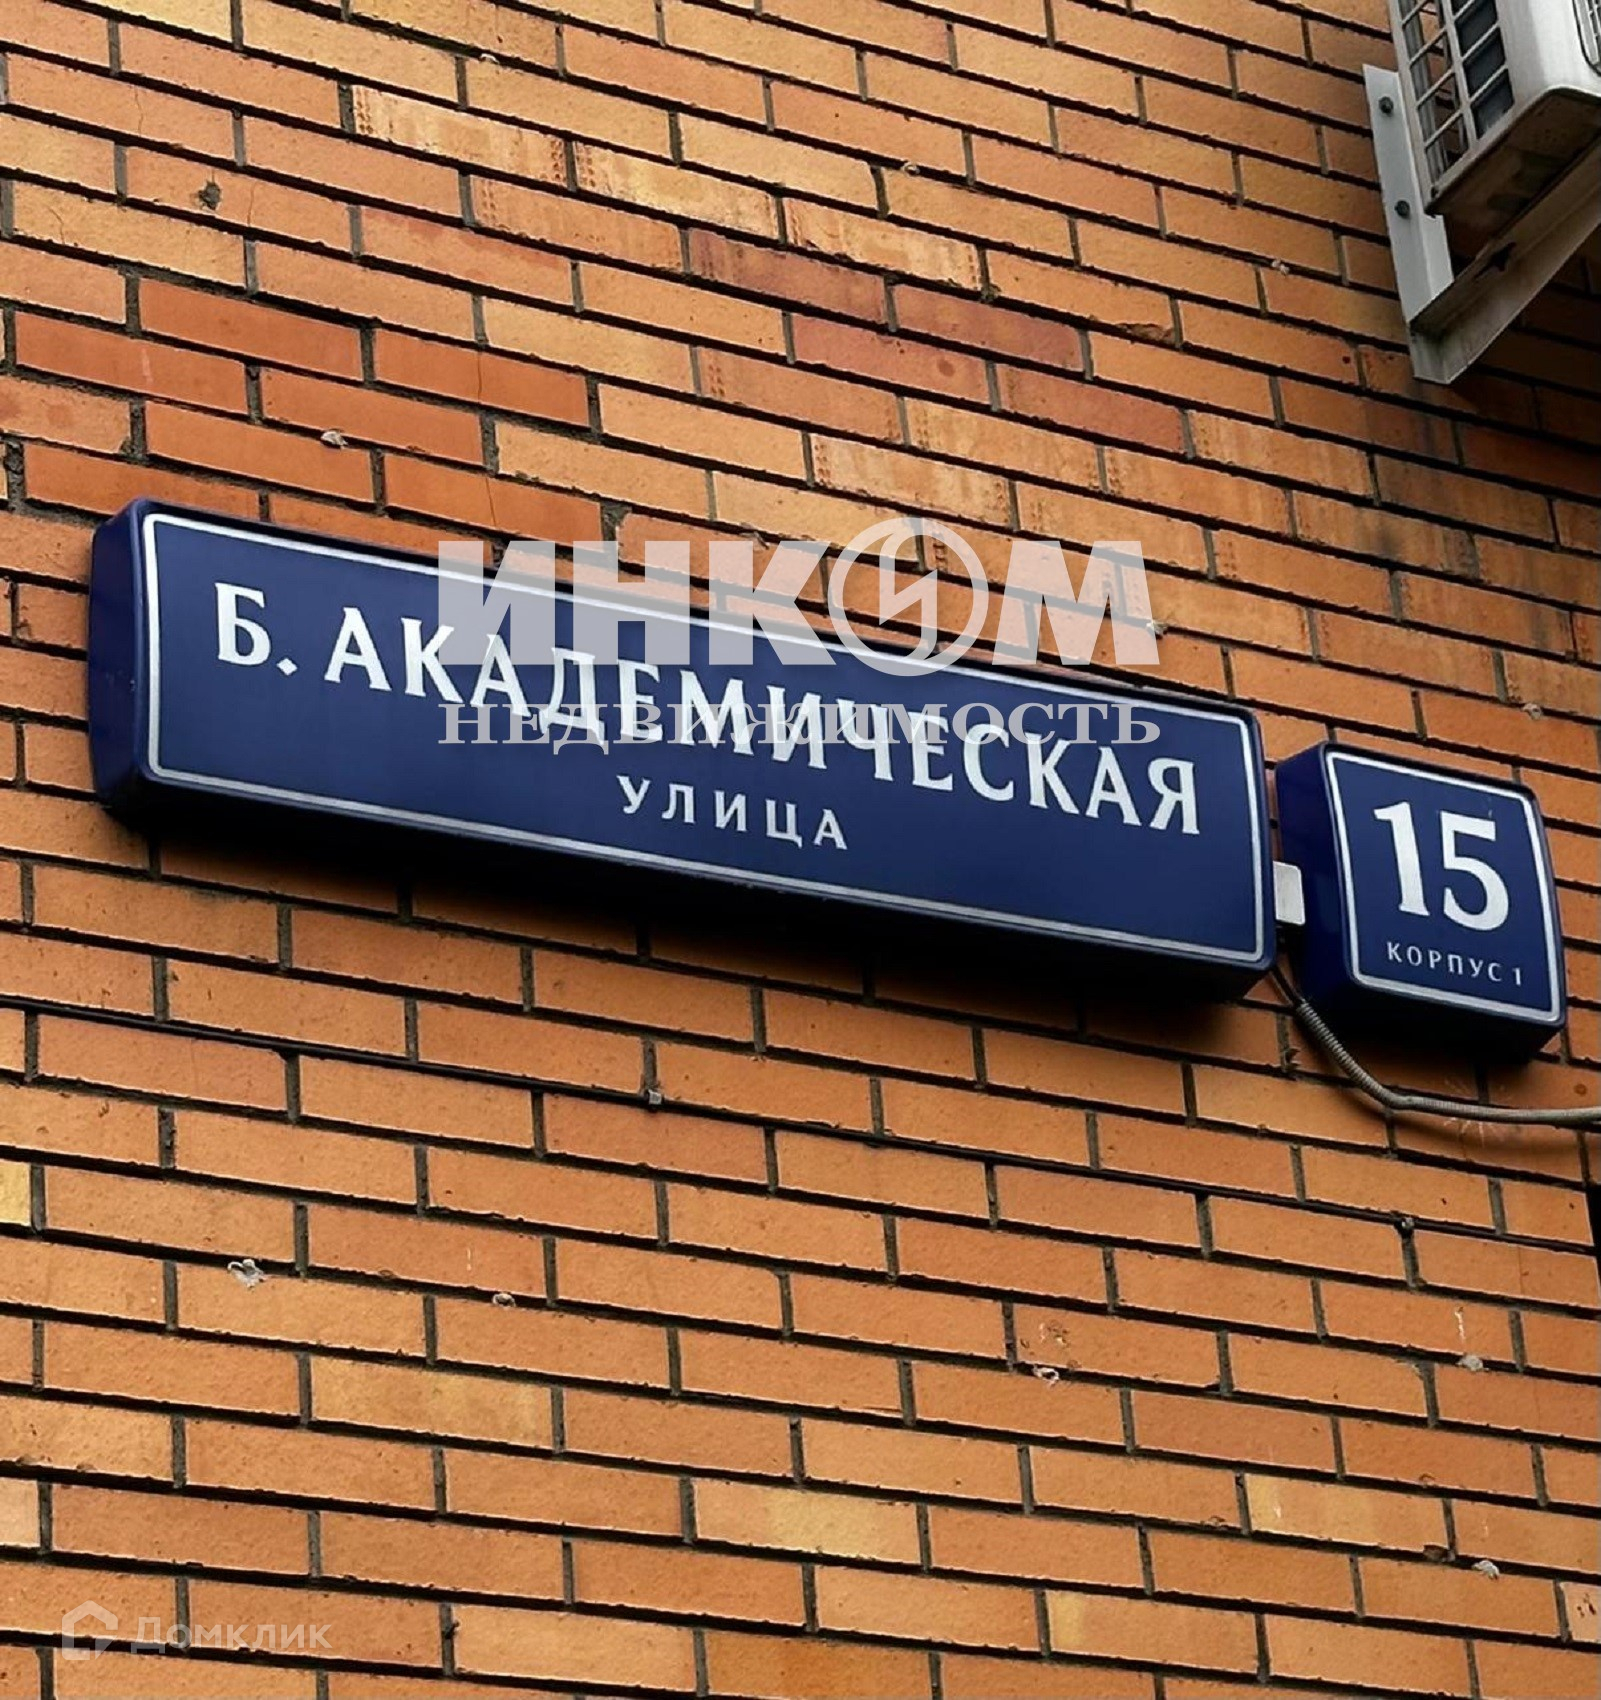 ИНКОМ
НЕДВИЖИМОСТЬ
Б. АКАДЕМИЧЕСКАЯ
УЛИЦА
15
КОРПУС 1
Домклик